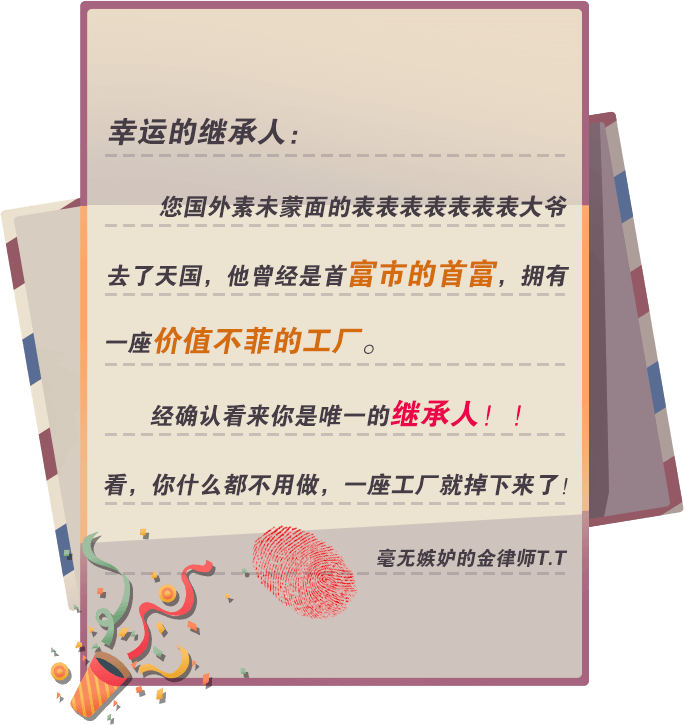 幸运的继承人：
您国外素未蒙面的表表表表表表表大爷
去了天国，他曾经是首富市的首富，拥有
一座价值不菲的工厂。
经确认看来你是唯一的继承人！！
看，你什么都不用做，一座工厂就掉下来了！
毫无嫉妒的金律师T.T